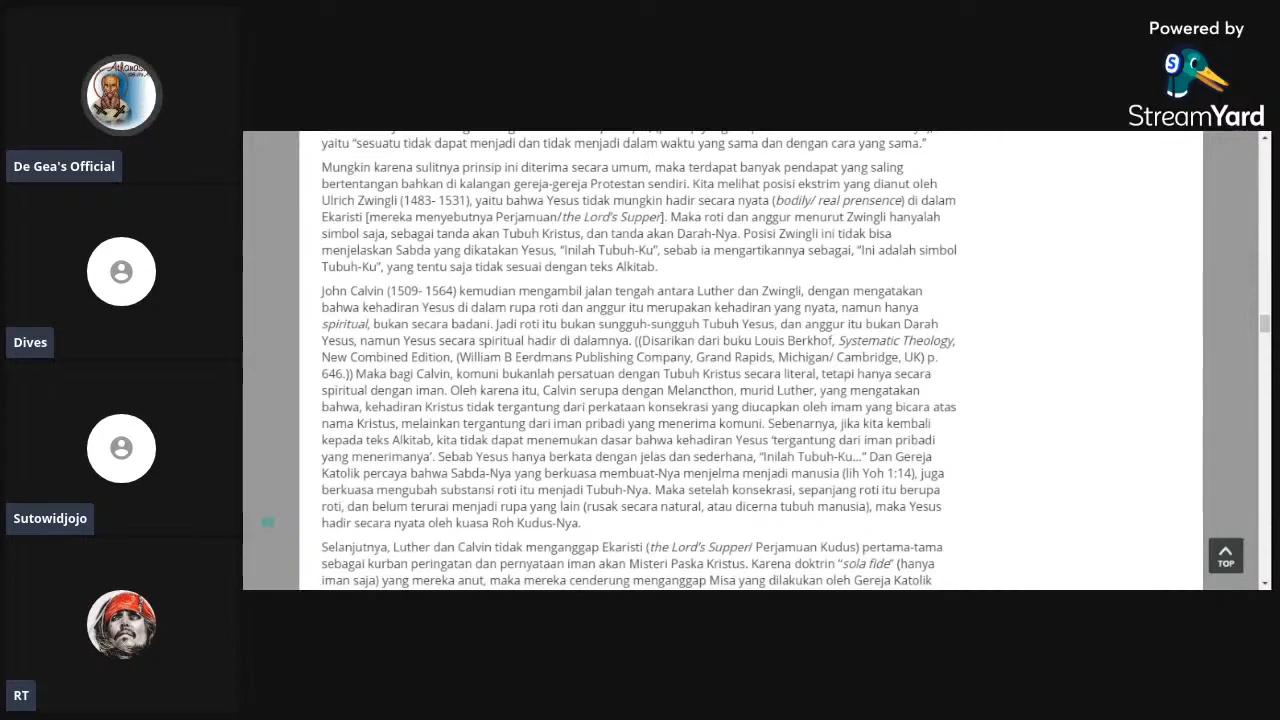 Powered by
StreamYard
De Gea's Official
Dives
Sutowidjojo
RT
yaitu “sesuatu tidak dapat menjadi dan tidak menjadi dalam waktu yang sama dan dengan cara yang sama.”
Mungkin karena sulitnya prinsip ini diterima secara umum, maka terdapat banyak pendapat yang saling
bertentangan bahkan di kalangan gereja-gereja Protestan sendiri. Kita melihat posisi ekstrim yang dianut oleh
Ulrich Zwingli (1483- 1531), yaitu bahwa Yesus tidak mungkin hadir secara nyata (bodily/ real prensence) di dalam
Ekaristi [mereka menyebutnya Perjamuan/the Lord’s Supper]. Maka roti dan anggur menurut Zwingli hanyalah
simbol saja, sebagai tanda akan Tubuh Kristus, dan tanda akan Darah-Nya. Posisi Zwingli ini tidak bisa
menjelaskan Sabda yang dikatakan Yesus, “Inilah Tubuh-Ku”, sebab ia mengartikannya sebagai, “Ini adalah simbol
Tubuh-Ku”, yang tentu saja tidak sesuai dengan teks Alkitab.
John Calvin (1509- 1564) kemudian mengambil jalan tengah antara Luther dan Zwingli, dengan mengatakan
bahwa kehadiran Yesus di dalam rupa roti dan anggur itu merupakan kehadiran yang nyata, namun hanya
spiritual, bukan secara badani. Jadi roti itu bukan sungguh-sungguh Tubuh Yesus, dan anggur itu bukan Darah
Yesus, namun Yesus secara spiritual hadir di dalamnya. ((Disarikan dari buku Louis Berkhof, Systematic Theology,
New Combined Edition, (William B Eerdmans Publishing Company, Grand Rapids, Michigan/ Cambridge, UK) p.
646.)) Maka bagi Calvin, komuni bukanlah persatuan dengan Tubuh Kristus secara literal, tetapi hanya secara
spiritual dengan iman. Oleh karena itu, Calvin serupa dengan Melancthon, murid Luther, yang mengatakan
bahwa, kehadiran Kristus tidak tergantung dari perkataan konsekrasi yang diucapkan oleh imam yang bicara atas
nama Kristus, melainkan tergantung dari iman pribadi yang menerima komuni. Sebenarnya, jika kita kembali
kepada teks Alkitab, kita tidak dapat menemukan dasar bahwa kehadiran Yesus ‘tergantung dari iman pribadi
yang menerimanya’. Sebab Yesus hanya berkata dengan jelas dan sederhana, “Inilah Tubuh-Ku...” Dan Gereja
Katolik percaya bahwa Sabda-Nya yang berkuasa membuat-Nya menjelma menjadi manusia (lih Yoh 1:14), juga
berkuasa mengubah substansi roti itu menjadi Tubuh-Nya. Maka setelah konsekrasi, sepanjang roti itu berupa
roti, dan belum terurai menjadi rupa yang lain (rusak secara natural, atau dicerna tubuh manusia), maka Yesus
hadir secara nyata oleh kuasa Roh Kudus-Nya.
Selanjutnya, Luther dan Calvin tidak menganggap Ekaristi (the Lord’s Supper/ Perjamuan Kudus) pertama-tama
sebagai kurban peringatan dan pernyataan iman akan Misteri Paska Kristus. Karena doktrin “sola fide” (hanya
iman saja) yang mereka anut, maka mereka cenderung menganggap Misa yang dilakukan oleh Gereja Katolik
TOP